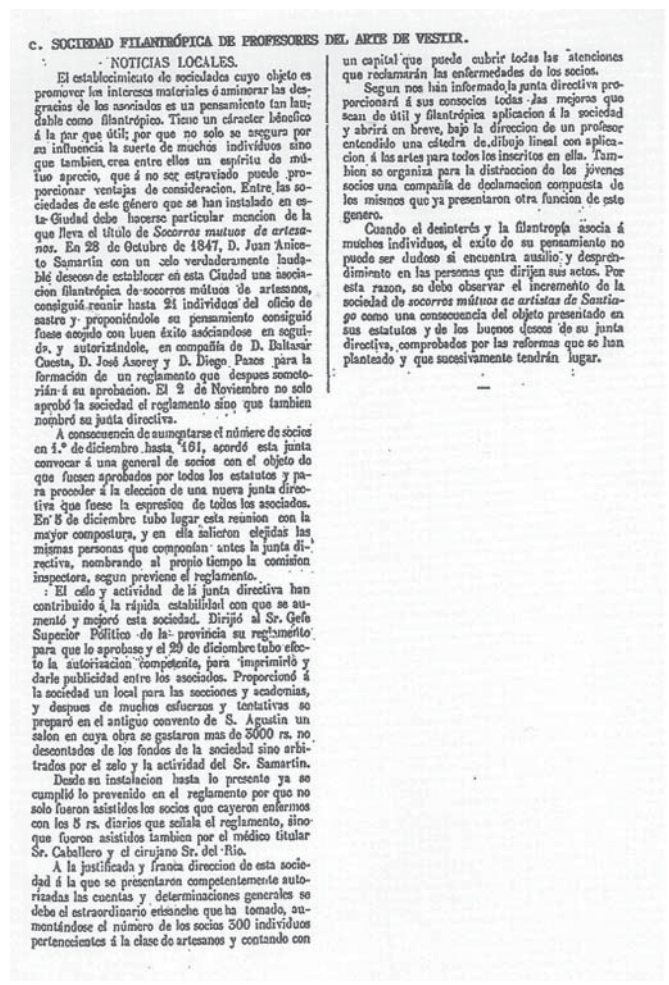 C. SOCIEDAD FILANTRÓPICA DE PROFESORES DEL ARTE DE VESTIR.
NOTICIAS LOCALES.
El establecimiento de sociedades cuyo objeto es
promover los intereses materiales ó aminorar las des-
gracias de los asociados es un pensamiento tan lau-
dable como filantrópico. Tiene un cáracter bénefico
á la par que útil; por que no solo se asegura por
su influencia la suerte de muchos individuos sino
que tambien crea entre ellos un espíritu de mú-
tuo aprecio, que á no ser estraviado puede pro-
porcionar ventajas de consideracion. Entre las so-
ciedades de este género que se han instalado en es-
ta Ciudad debe hacerse particular mencion de la
que lleva el título de Socorros mutuos de artesa-
nos. En 28 de Octubre de 1847, D. Juan Anice-
to Samartin con un celo verdaderamente lauda-
ble deseoso de establecer en esta Ciudad una asocia-
cion filantrópica de socorros mútuos de artesanos,
consiguió reunir hasta 21 individuos del oficio de
sastre y proponiéndole su pensamiento consiguió
fuese acojido con buen éxito asóciandose en segui-
da, y autorizándole, en compañia de D. Baltasar
Cuesta, D. José Asorey y D. Diego Pazos para la
formación de un reglamento que despues somete-
rián á su aprobacion. El 2 de Noviembre no solo
aprobó la sociedad el reglamento sino que tambien
nombró su junta directiva.
A consecuencia de aumentarse el número de socios
en 1.º de diciembre hasta 161, acordó esta junta
convocar á una general de socios con el objeto de
que fuesen aprobados por todos los estatutos y pa-
ra proceder á la eleccion de una nueva junta direc-
tiva que fuese la espresion de todos los asociados.
En 5 de diciembre tubo lugar esta reunion con la
mayor compostura, y en ella salieron elejidas las
mismas personas que componian antes la junta di-
rectiva, nombrando al propio tiempo la comision
inspectora, segun previene el reglamento.
El celo y actividad de la junta directiva han
contribuido á la rápida estabilidad con que se au-
mentó y mejoró esta sociedad. Dirijió al Sr. Gefe
Superior Político de la provincia su reglamento
para que lo aprobase y el 29 de diciembre tubo efec-
to la autorizacion competente, para imprimirlo y
darle publicidad entre los asociados. Proporcionó á
la sociedad un local para las secciones y academias,
y despues de muchos esfuerzos y tentativas se
preparó en el antiguo convento de S. Agustin un
salon en cuya obra se gastaron mas de 3000 rs. no
descontados de los fondos de la sociedad sino arbi-
trados por el zelo y la actividad del Sr. Samartin.
Desde su instalacion hasta lo presente ya se
cumplió lo prevenido en el reglamento por que no
solo fueron asistidos los socios que cayeron enfermos
con los 5 rs. diarios que señala el reglamento, sino
que fueron asistidos tambien por el médico titular
Sr. Caballero y el cirujano Sr. del Rio.
A la justificada y franca direccion de esta socie-
dad á la que se presentaron competentemente auto-
rizadas las cuentas y determinaciones generales se
debe el estraordinario ensanche que ha tomado, au-
mentándose el número de los socios 300 individuos
pertenecientes á la clase de artesanos y contando con
un capital que puede cubrir todas las atenciones
que reclamarán las enfermedades de los socios.
Segun nos han informado la junta directiva pro-
porcionará á sus consocios todas las mejoras que
sean de útil y filantrópica aplicacion á la sociedad
y abrirá en breve, bajo la direccion de un profesor
entendido una cátedra de dibujo lineal con aplica-
cion á las artes para todos los inscritos en ella. Tam-
bien se organiza para la distraccion de los jóvenes
socios una compañia de declamacion compuesta de
los mismos que ya presentaron otra funcion de este
genero.
Cuando el desinterés y la filantropía asocia á
muchos individuos, el exito de su pensamiento no
puede ser dudoso si encuentra ausilio y despren-
dimiento en las personas que dirijen sus actos. Por
esta razon, se debe observar el incremento de la
sociedad de socorros mútuos de artistas de Santia-
go como una consecuencia del objeto presentado en
sus estatutos y de los buenos deseos de su junta
directiva, comprobados por las reformas que se han
planteado y que sucesivamente tendrán lugar.